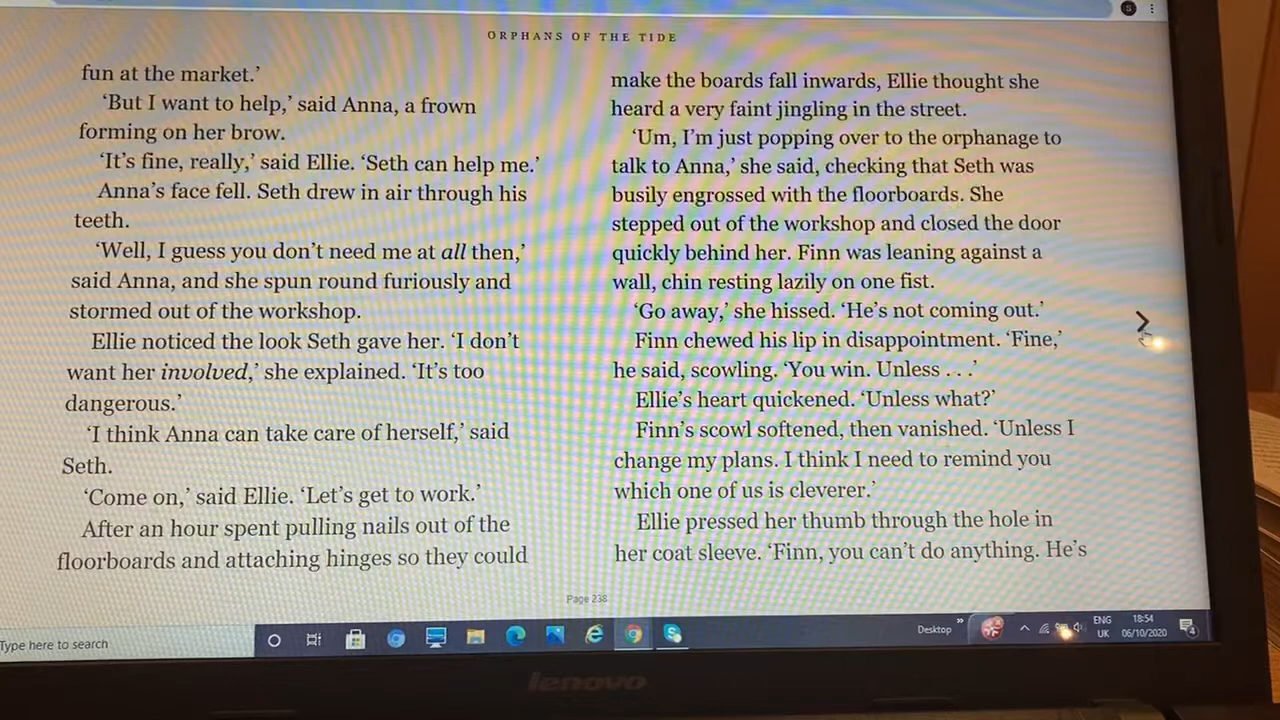 ORPHANS OF THE TIDE
fun at the market.’
‘But I want to help,’ said Anna, a frown
forming on her brow.
‘It’s fine, really,’ said Ellie. ‘Seth can help me.’
Anna’s face fell. Seth drew in air through his
teeth.
‘Well, I guess you don’t need me at all then,’
said Anna, and she spun round furiously and
stormed out of the workshop.
Ellie noticed the look Seth gave her. ‘I don’t
want her involved,’ she explained. ‘It’s too
dangerous.’
‘I think Anna can take care of herself,’ said
Seth.
‘Come on,’ said Ellie. ‘Let’s get to work.’
After an hour spent pulling nails out of the
floorboards and attaching hinges so they could
make the boards fall inwards, Ellie thought she
heard a very faint jingling in the street.
‘Um, I’m just popping over to the orphanage to
talk to Anna,’ she said, checking that Seth was
busily engrossed with the floorboards. She
stepped out of the workshop and closed the door
quickly behind her. Finn was leaning against a
wall, chin resting lazily on one fist.
‘Go away,’ she hissed. ‘He’s not coming out.’
Finn chewed his lip in disappointment. ‘Fine,’
he said, scowling. ‘You win. Unless . . .’
Ellie’s heart quickened. ‘Unless what?’
Finn’s scowl softened, then vanished. ‘Unless I
change my plans. I think I need to remind you
which one of us is cleverer.’
Ellie pressed her thumb through the hole in
her coat sleeve. ‘Finn, you can’t do anything. He’s
Page 238
Type here to search
Desktop
ENG
UK
18:54
06/10/2020
4
lenovo